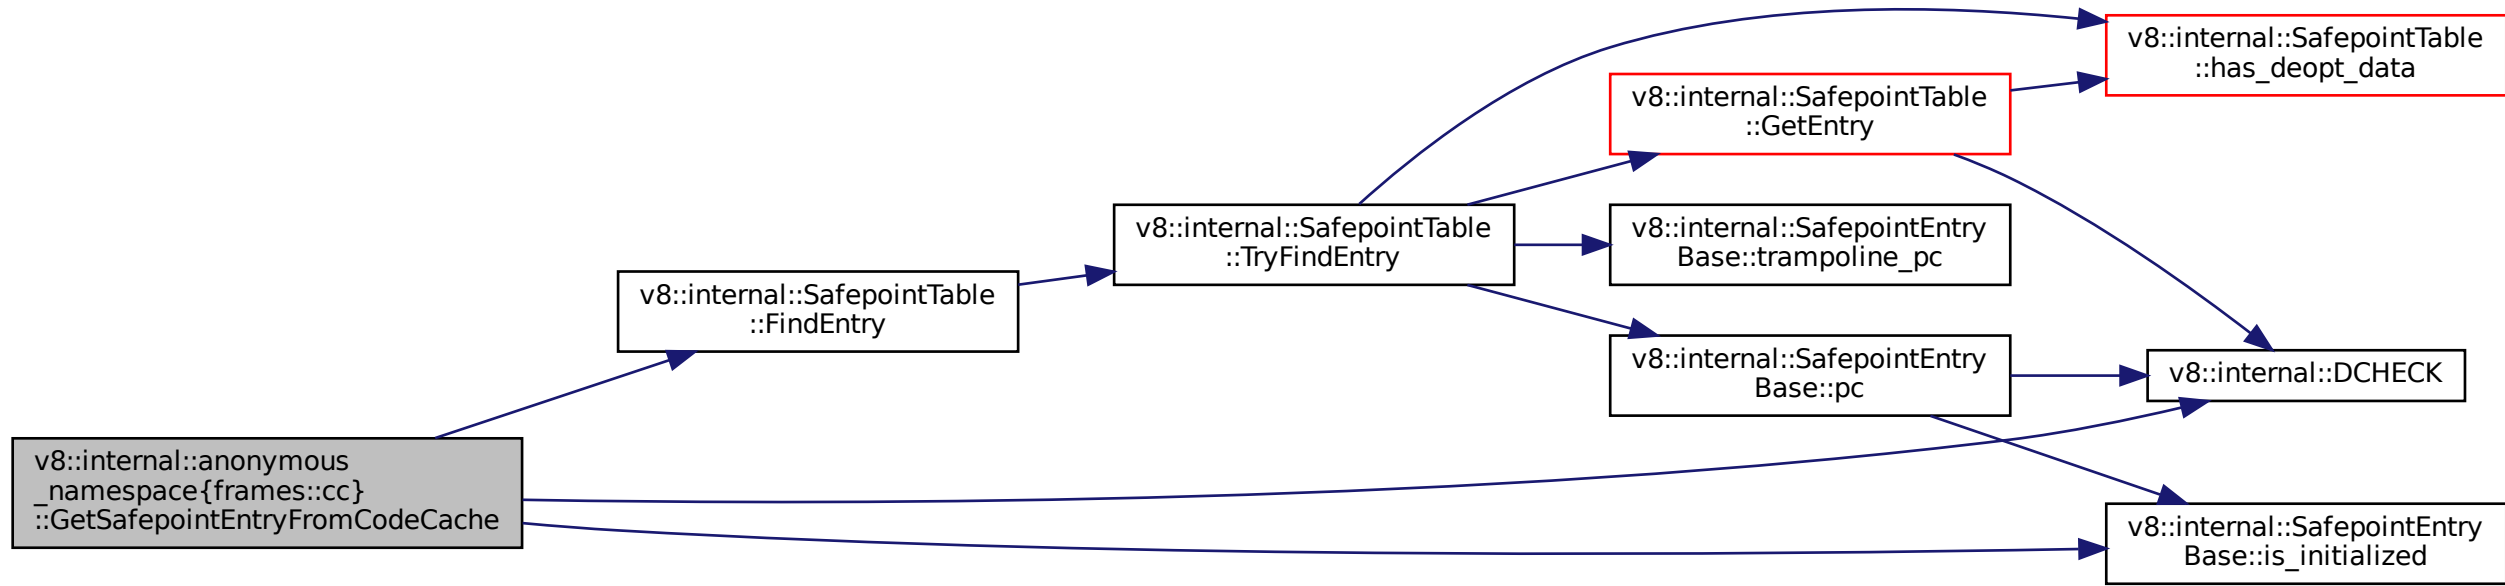 v8::internal::anonymous
_namespace{frames::cc}
::GetSafepointEntryFromCodeCache
v8::internal::SafepointTable
::FindEntry
v8::internal::SafepointTable
::TryFindEntry
v8::internal::SafepointTable
::has_deopt_data
v8::internal::SafepointTable
::GetEntry
v8::internal::SafepointEntry
Base::trampoline_pc
v8::internal::SafepointEntry
Base::pc
v8::internal::DCHECK
v8::internal::SafepointEntry
Base::is_initialized